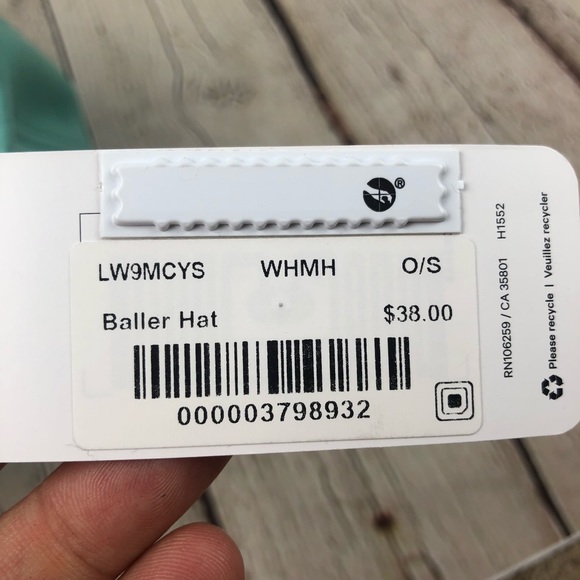 ®
LW9MCYS WHMH O/S
Baller Hat $38.00
000003798932
RN106259 / CA 35801 H1552
Please recycle | Veuillez recycler